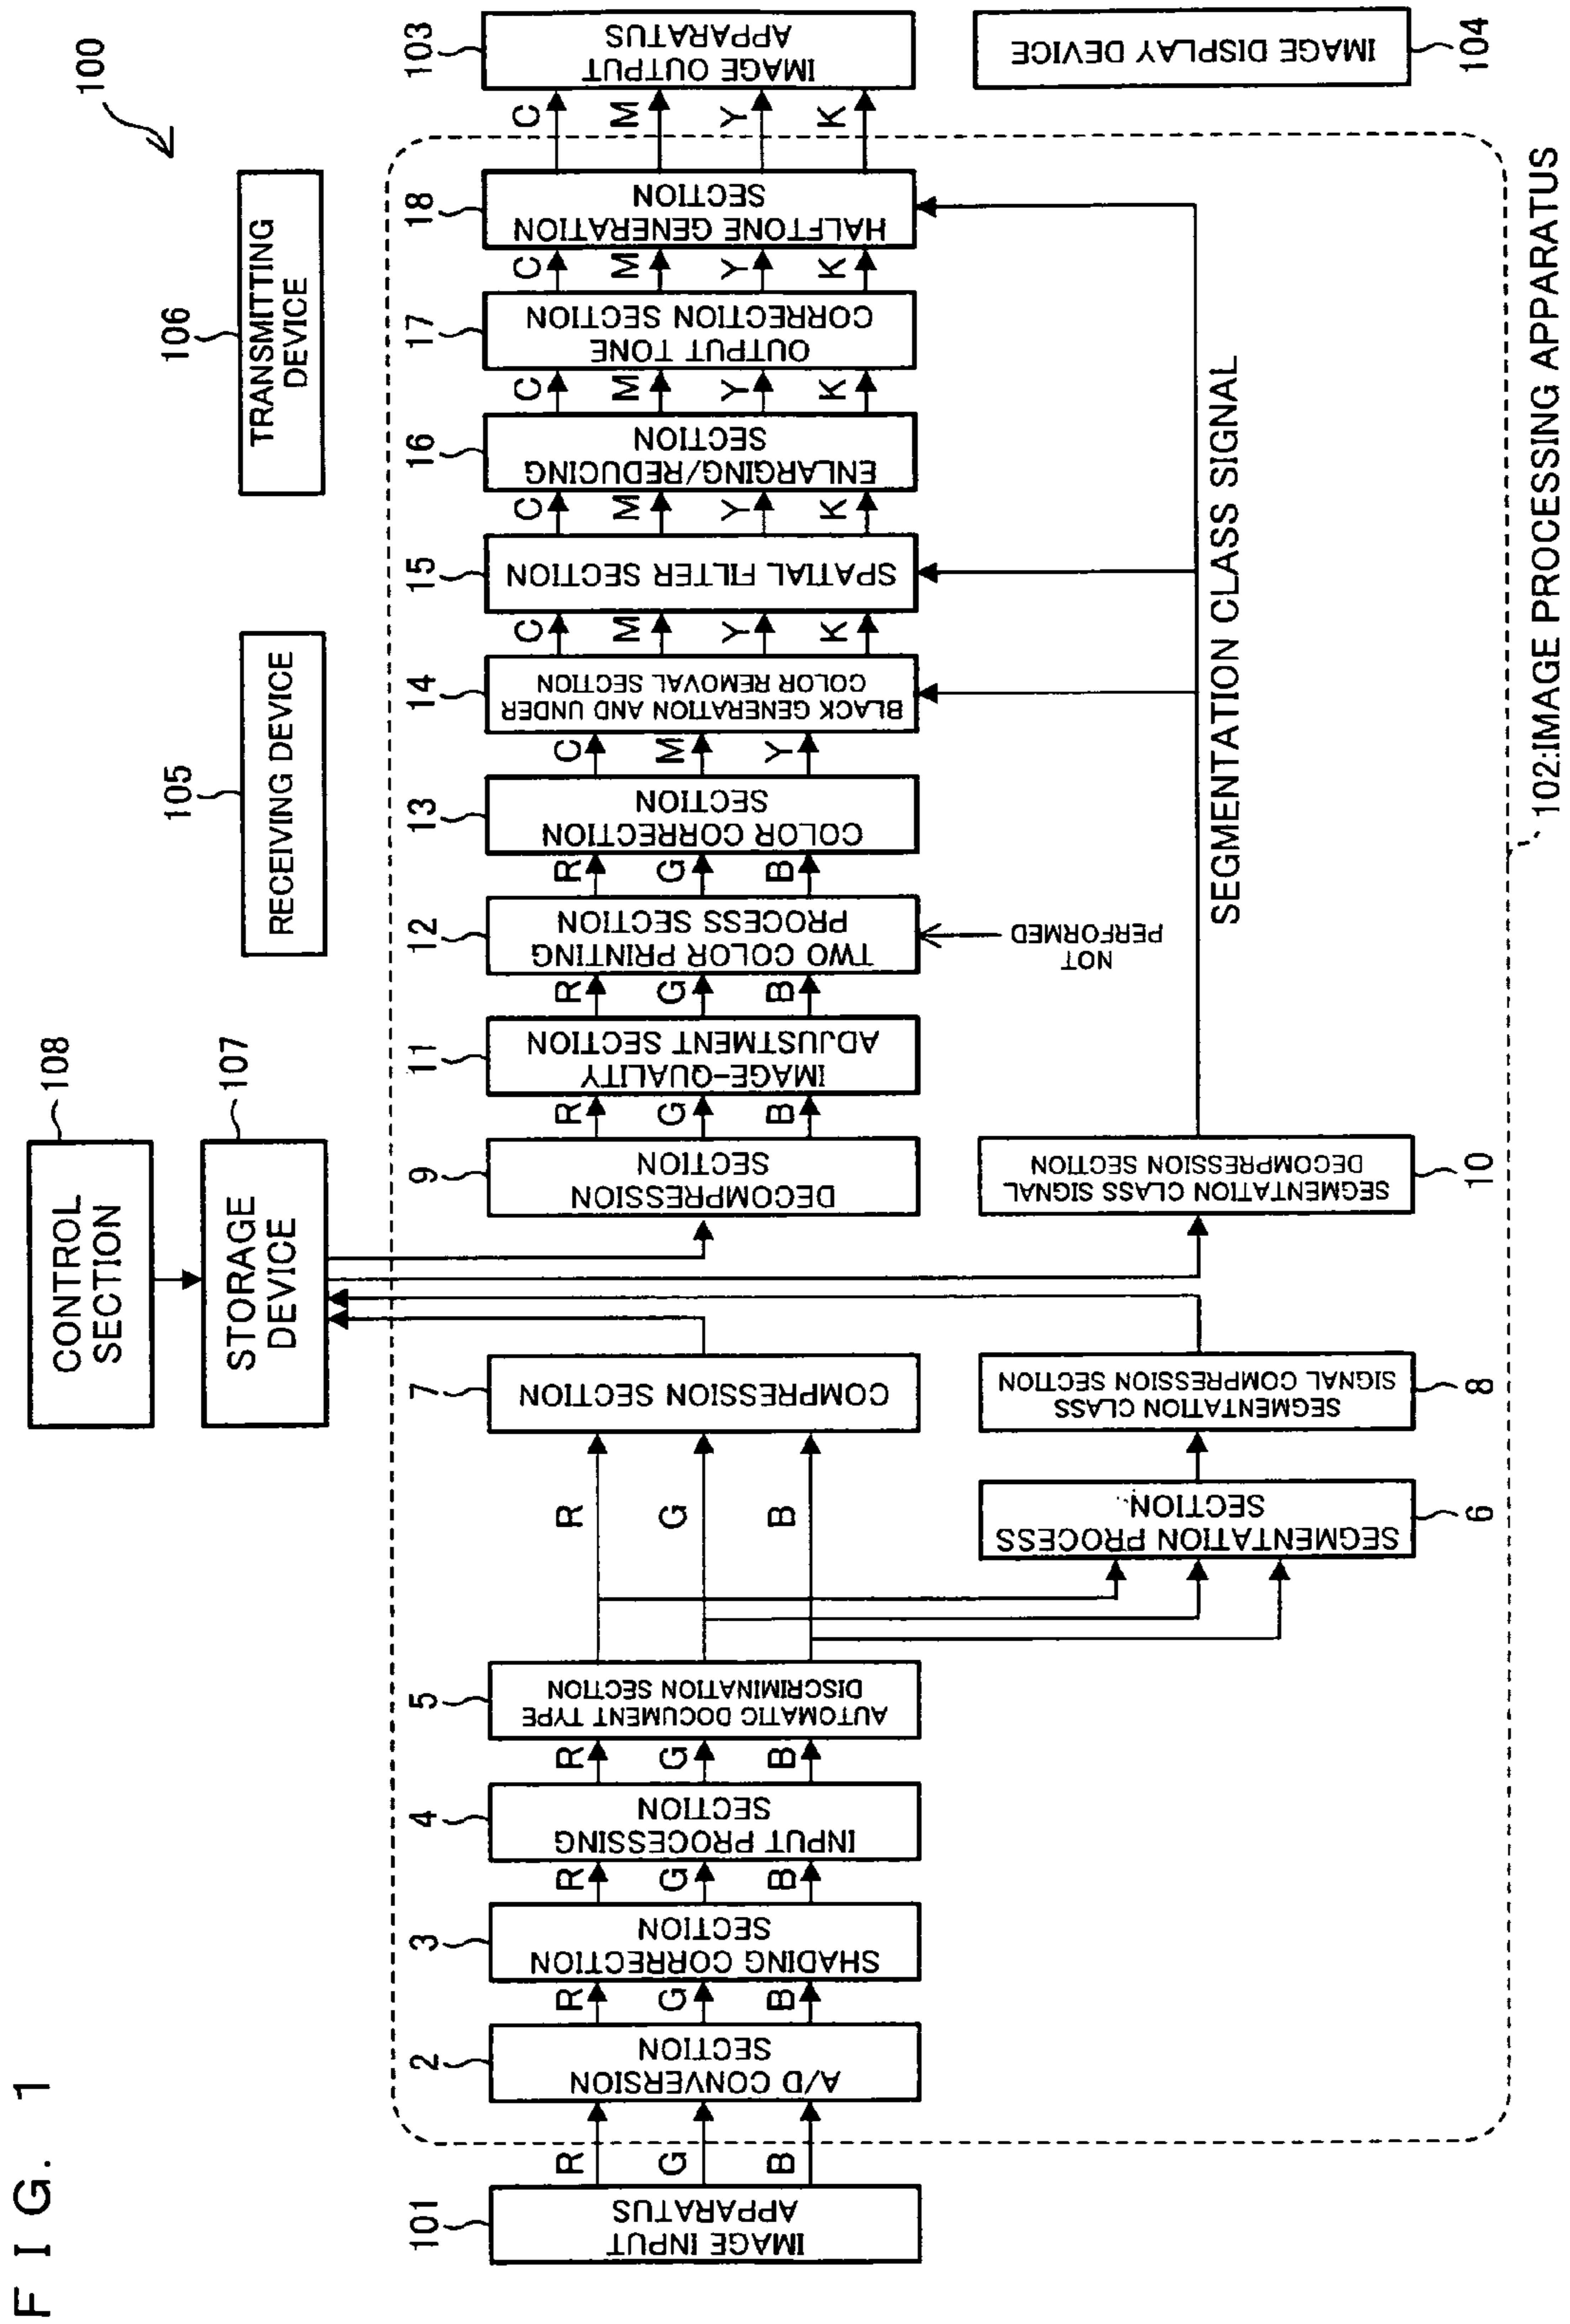 FIG. 1
100
108
CONTROL
SECTION
107
STORAGE
DEVICE
105
RECEIVING DEVICE
106
TRANSMITTING
DEVICE
101
IMAGE INPUT
APPARATUS
R
G
B
2
A/D CONVERSION
SECTION
R
G
B
3
SHADING CORRECTION
SECTION
R
G
B
4
INPUT PROCESSING
SECTION
R
G
B
5
AUTOMATIC DOCUMENT TYPE
DISCRIMINATION SECTION
R
G
B
7
COMPRESSION SECTION
9
DECOMPRESSION
SECTION
R
G
B
11
IMAGE-QUALITY
ADJUSTMENT SECTION
R
G
B
12
TWO COLOR PRINTING
PROCESS SECTION
NOT
PERFORMED
R
G
B
13
COLOR CORRECTION
SECTION
C
M
Y
14
BLACK GENERATION AND UNDER
COLOR REMOVAL SECTION
C
M
Y
K
15
SPATIAL FILTER SECTION
C
M
Y
K
16
ENLARGING/REDUCING
SECTION
C
M
Y
K
17
OUTPUT TONE
CORRECTION SECTION
C
M
Y
K
18
HALFTONE GENERATION
SECTION
C
M
Y
K
103
IMAGE OUTPUT
APPARATUS
SEGMENTATION PROCESS
SECTION
6
SEGMENTATION CLASS
SIGNAL COMPRESSION SECTION
8
SEGMENTATION CLASS SIGNAL
DECOMPRESSION SECTION
10
SEGMENTATION CLASS SIGNAL
IMAGE DISPLAY DEVICE
104
102:IMAGE PROCESSING APPARATUS